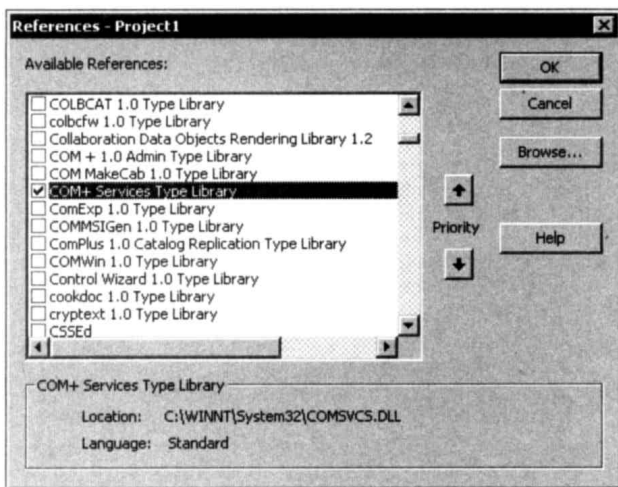 References - Project1
Available References:
COLBCAT 1.0 Type Library
colbcfw 1.0 Type Library
Collaboration Data Objects Rendering Library 1.2
COM + 1.0 Admin Type Library
COM MakeCab 1.0 Type Library
COM+ Services Type Library
ComExp 1.0 Type Library
COMMSIGen 1.0 Type Library
ComPlus 1.0 Catalog Replication Type Library
COMWin 1.0 Type Library
Control Wizard 1.0 Type Library
cookdoc 1.0 Type Library
cryptext 1.0 Type Library
CSSEd
OK
Cancel
Browse...
Priority
Help
COM+ Services Type Library
Location: C:\WINNT\System32\COMSVCS.DLL
Language: Standard